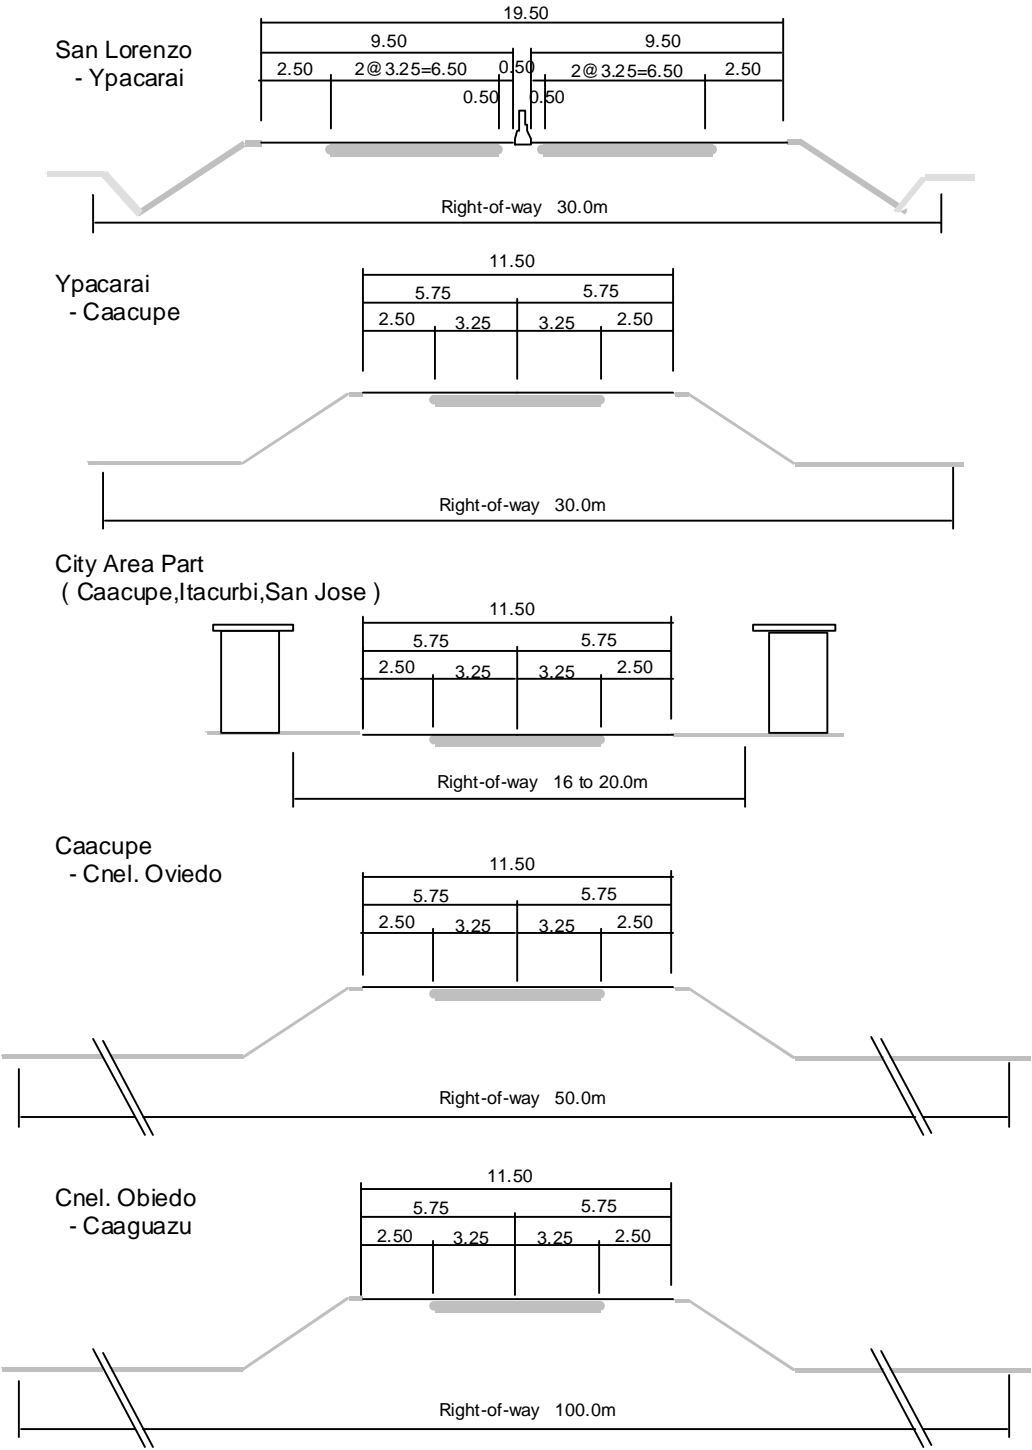 19.50
San Lorenzo
- Ypacarai
9.50 9.50
2.50 2@3.25=6.50 0.50 2@3.25=6.50 2.50
0.50 0.50
Right-of-way 30.0m
Ypacarai
- Caacupe
11.50
5.75 5.75
2.50 3.25 3.25 2.50
Right-of-way 30.0m
City Area Part
( Caacupe,Itacurbi,San Jose )
11.50
5.75 5.75
2.50 3.25 3.25 2.50
Right-of-way 16 to 20.0m
Caacupe
- Cnel. Oviedo
11.50
5.75 5.75
2.50 3.25 3.25 2.50
Right-of-way 50.0m
Cnel. Obiedo
- Caaguazu
11.50
5.75 5.75
2.50 3.25 3.25 2.50
Right-of-way 100.0m